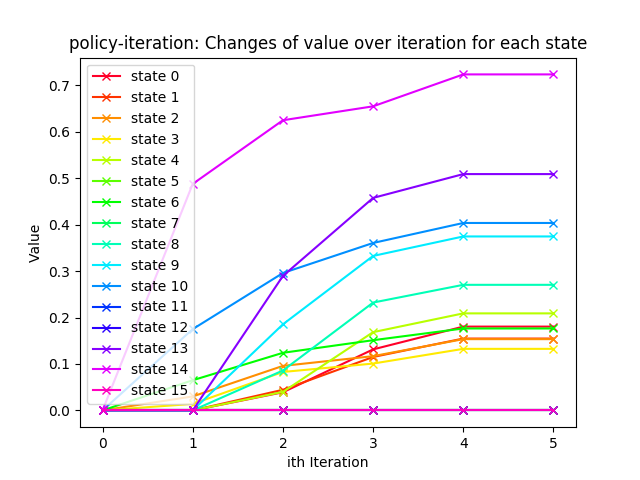 policy-iteration: Changes of value over iteration for each state
Value
0.7
0.6
0.5
0.4
0.3
0.2
0.1
0.0
state 0
state 1
state 2
state 3
state 4
state 5
state 6
state 7
state 8
state 9
state 10
state 11
state 12
state 13
state 14
state 15
0 1 2 3 4 5
ith Iteration